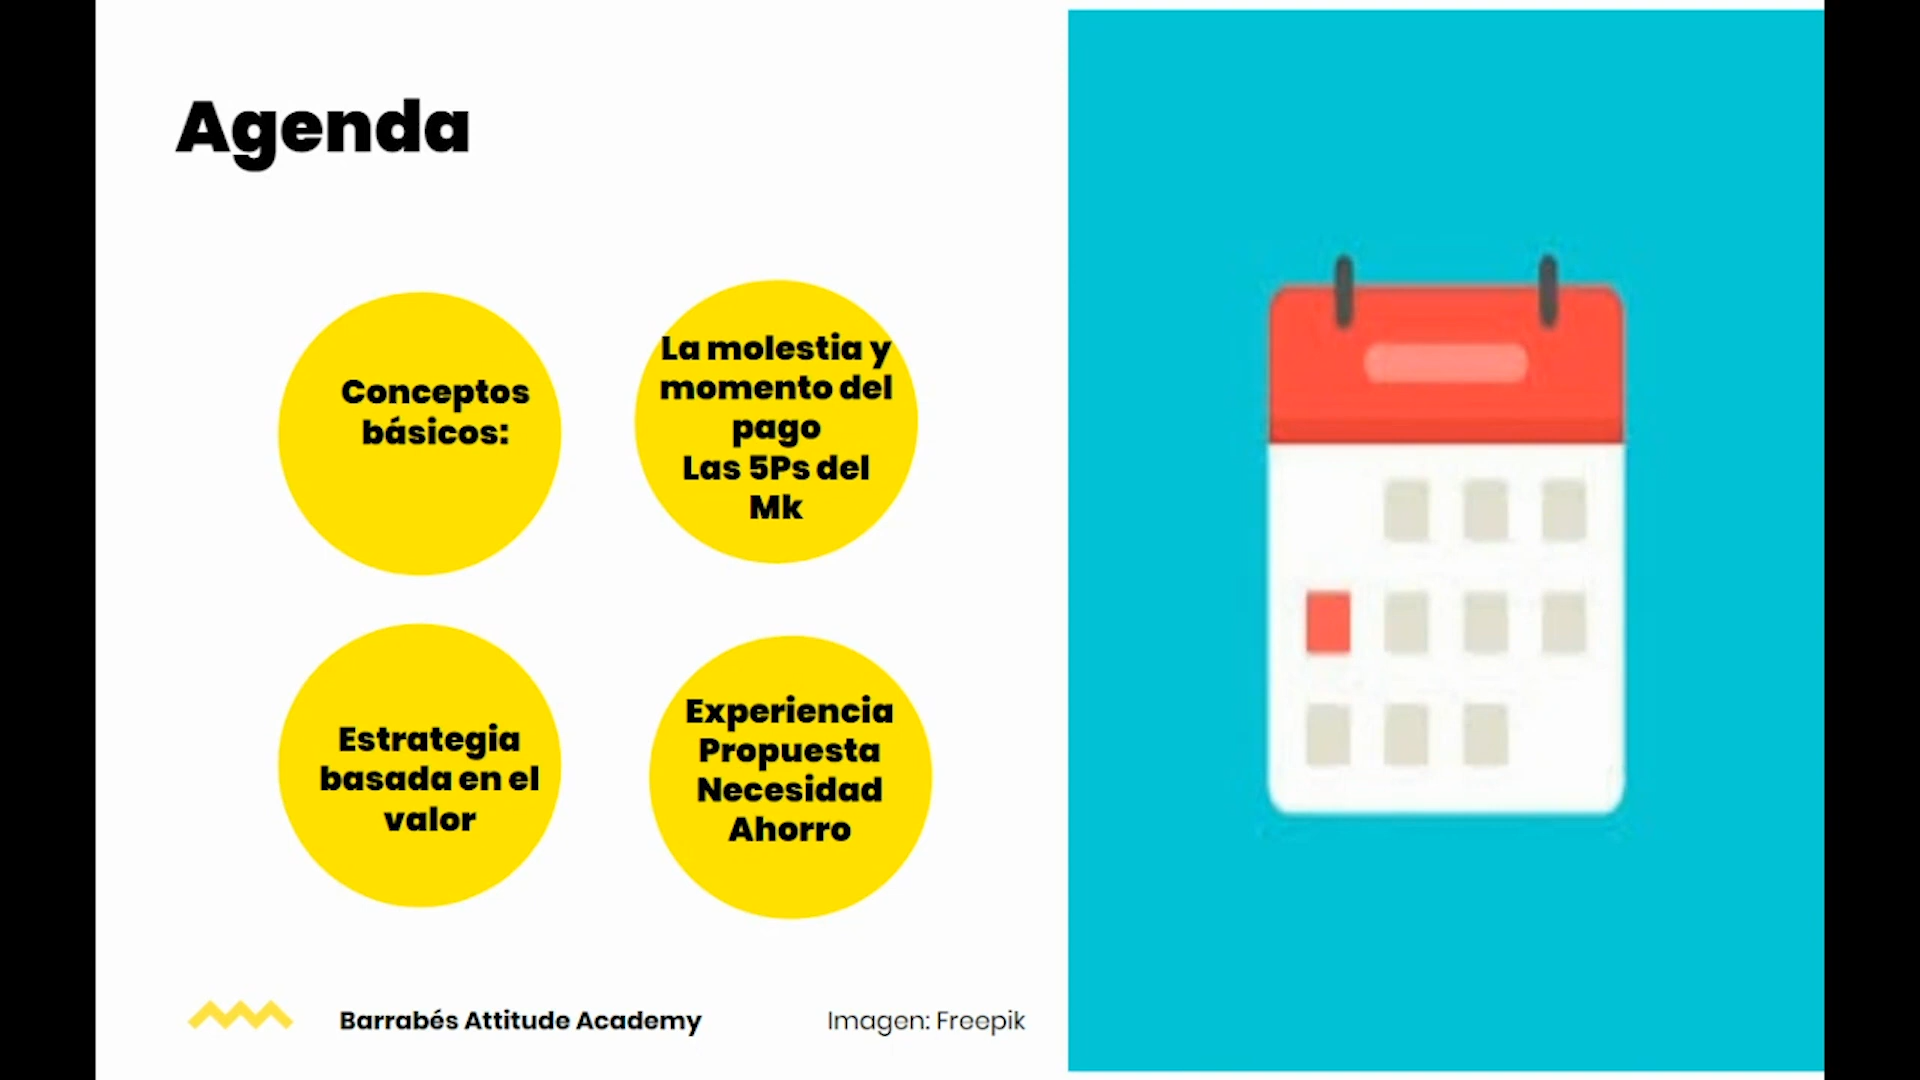 Agenda
Conceptos
básicos:
La molestia y
momento del
pago
Las 5Ps del
Mk
Estrategia
basada en el
valor
Experiencia
Propuesta
Necesidad
Ahorro
Barrabés Attitude Academy
Imagen: Freepik